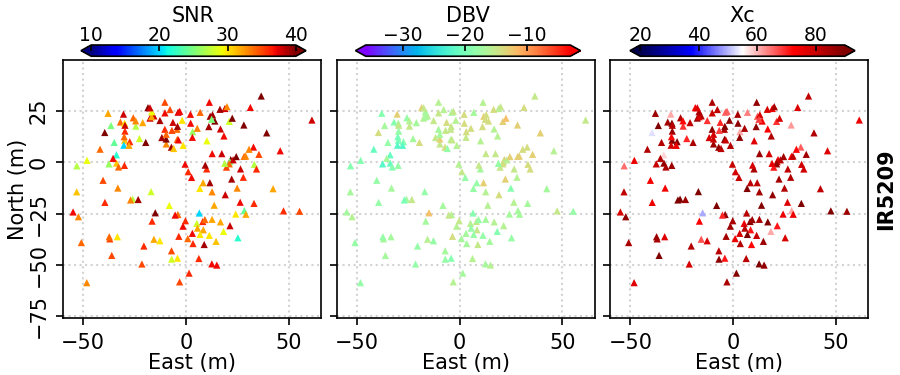 SNR DBV Xc
10 20 30 40 −30 −20 −10 20 40 60 80
25
0
−25
−50
−75
North (m)
IR5209
−50 0 50 −50 0 50 −50 0 50
East (m) East (m) East (m)